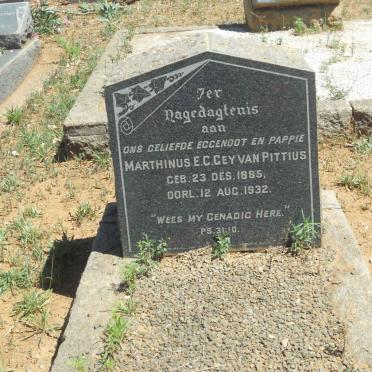 Ter
Nagedagtenis
aan
ONS GELIEFDE EGGENOOT EN PAPPIE
MARTHINUS E.C. GEY VAN PITTIUS
GEB. 23 DES. 1885,
OORL. 12 AUG. 1932.
"WEES MY GENADIG HERE."
PS. 31:10.